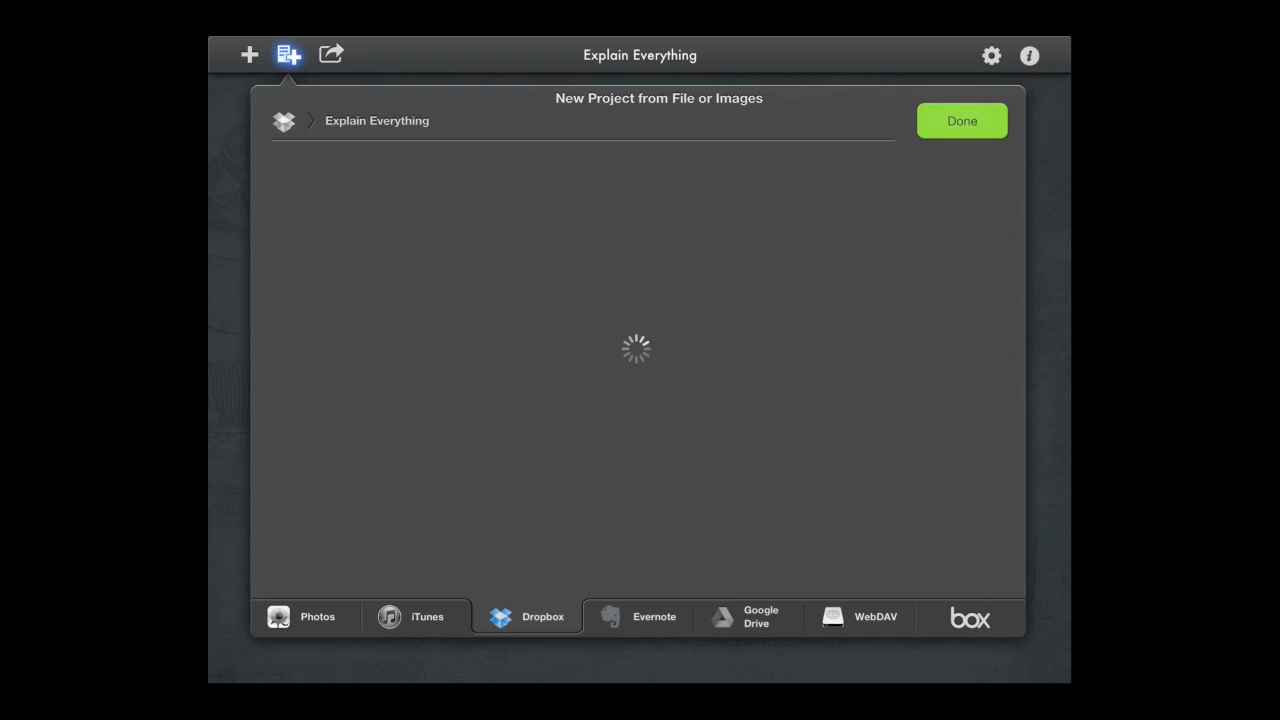 Explain Everything
New Project from File or Images
Explain Everything
Done
Photos
iTunes
Dropbox
Evernote
Google
Drive
WebDAV
box